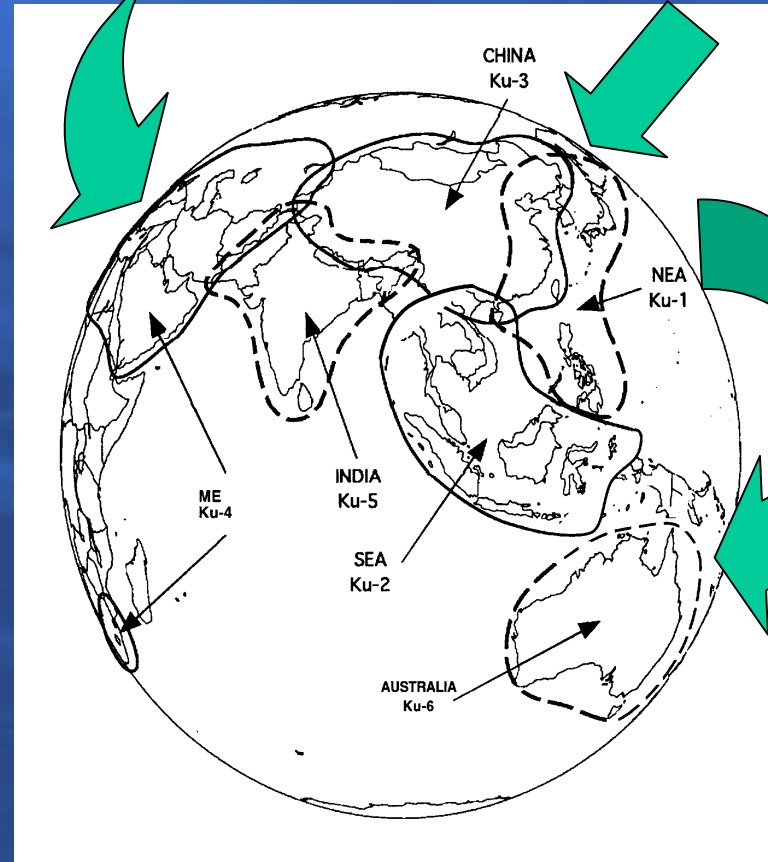 CHINA
Ku-3
NEA
Ku-1
INDIA
Ku-5
ME
Ku-4
SEA
Ku-2
AUSTRALIA
Ku-6